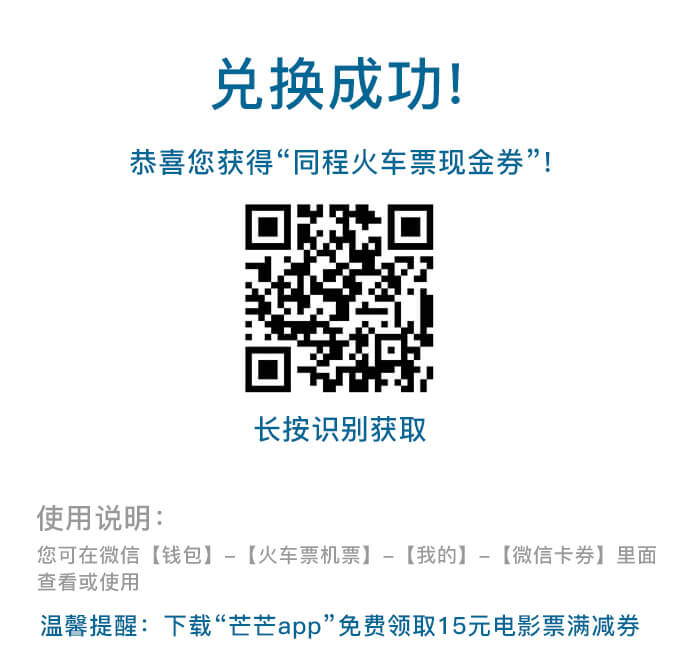 兑换成功!
恭喜您获得“同程火车票现金券”!
长按识别获取
使用说明：
您可在微信【钱包】-【火车票机票】-【我的】-【微信卡券】里面
查看或使用
温馨提醒：下载“芒芒app”免费领取15元电影票满减券